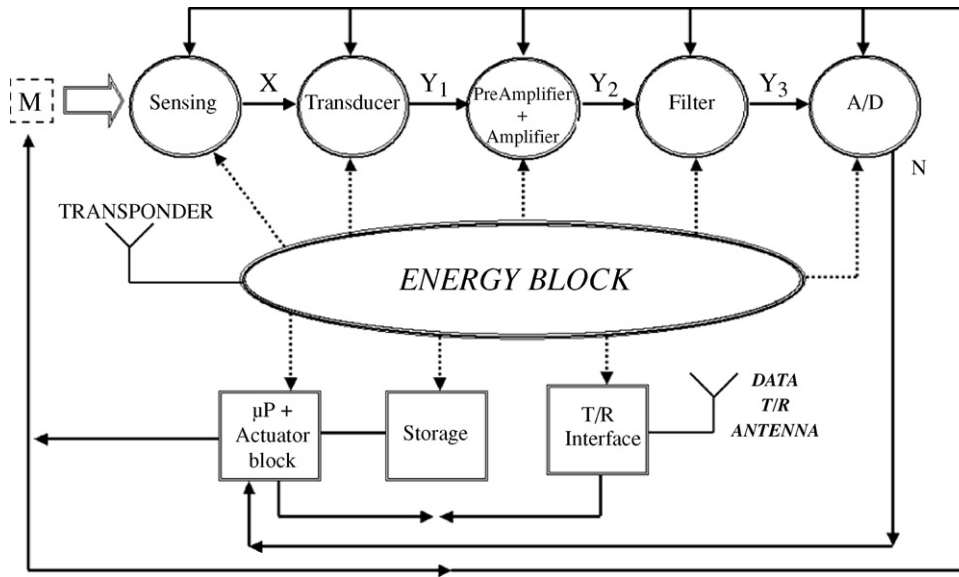 M
Sensing
X
Transducer
Y1
PreAmplifier
+
Amplifier
Y2
Filter
Y3
A/D
N
TRANSPONDER
ENERGY BLOCK
µP +
Actuator
block
Storage
T/R
Interface
DATA
T/R
ANTENNA